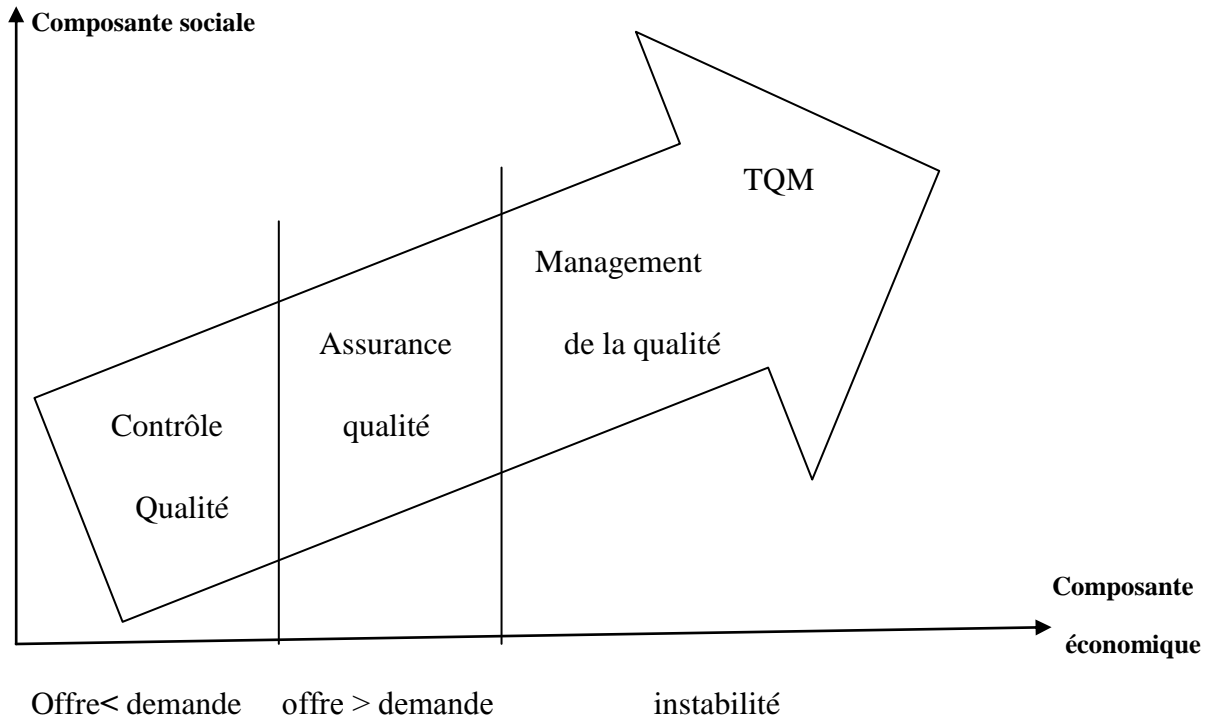 Composante sociale
TQM
Management
de la qualité
Assurance
qualité
Contrôle
Qualité
Composante
économique
Offre< demande
offre > demande
instabilité